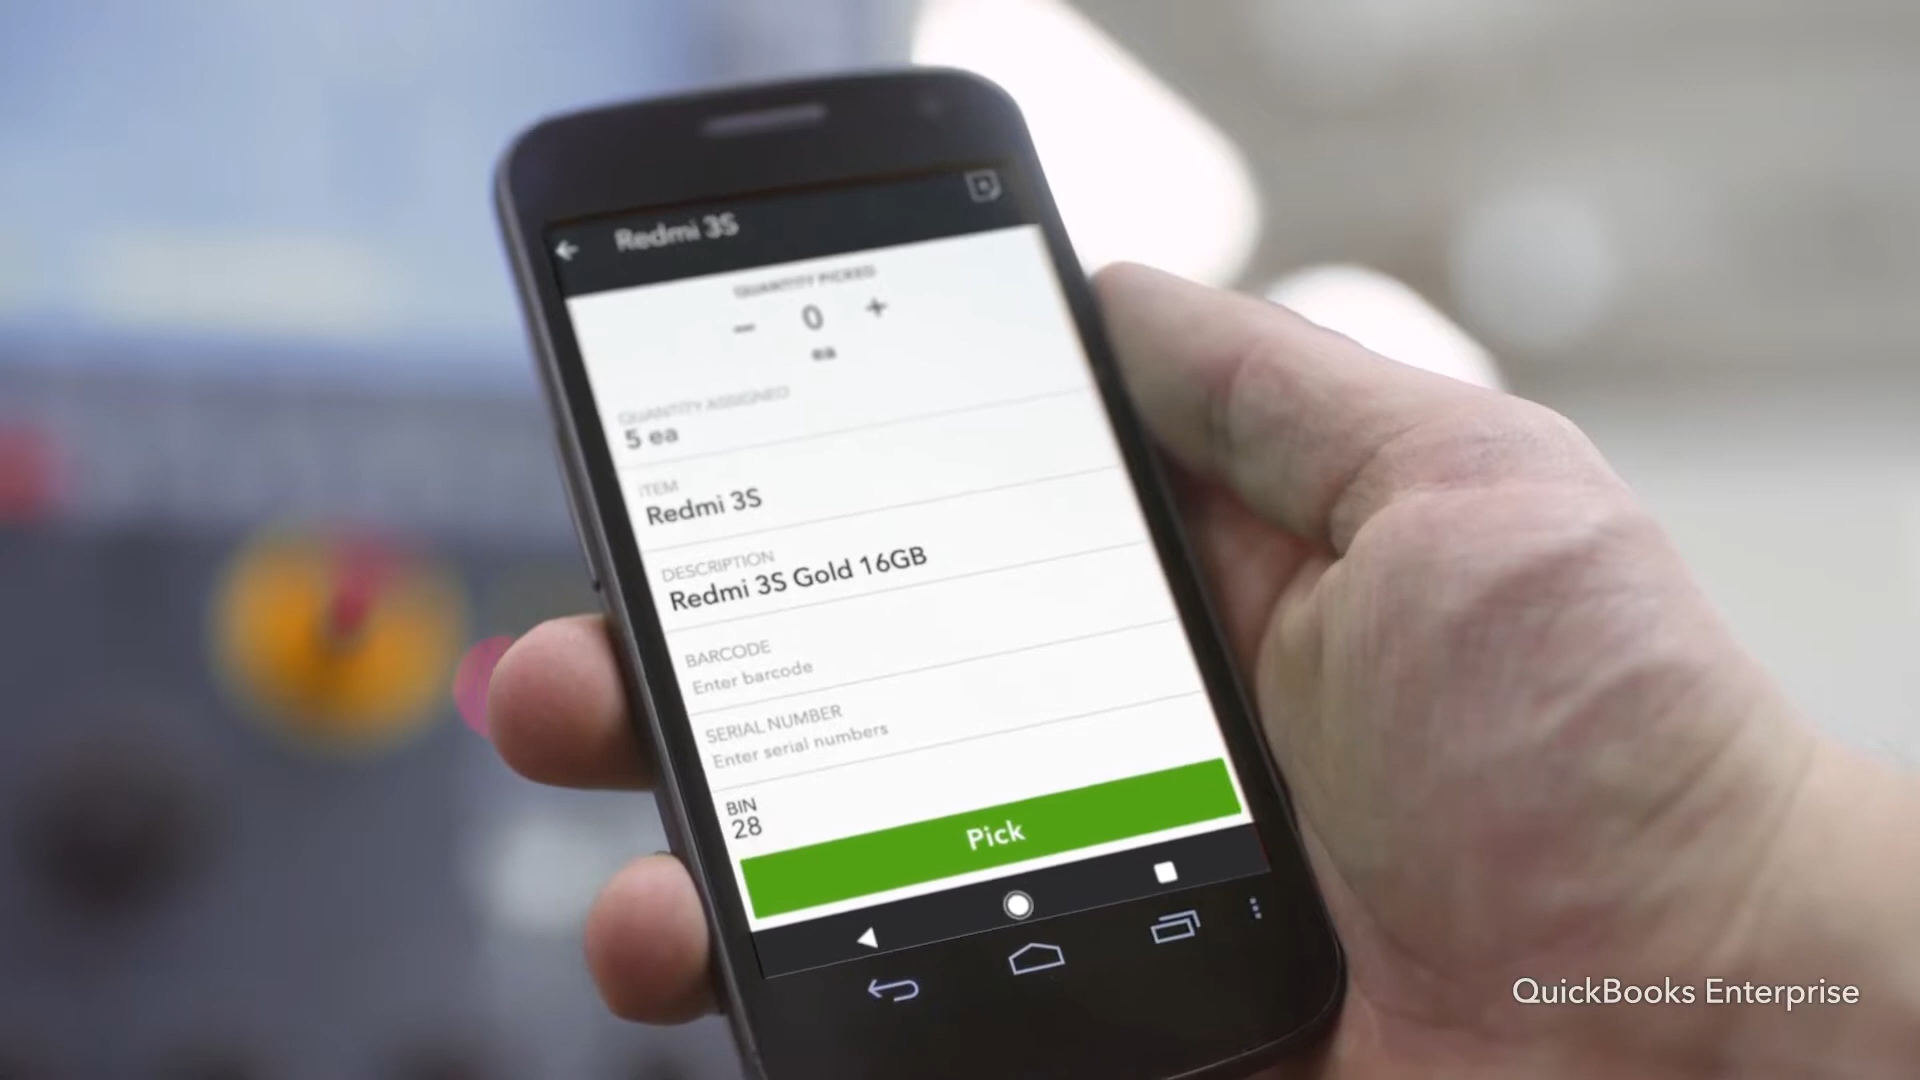 Redmi 3S
QUANTITY PICKED
- 0 +
ea
QUANTITY ASSIGNED
5 ea
ITEM
Redmi 3S
DESCRIPTION
Redmi 3S Gold 16GB
BARCODE
Enter barcode
SERIAL NUMBER
Enter serial numbers
BIN
28
Pick
QuickBooks Enterprise